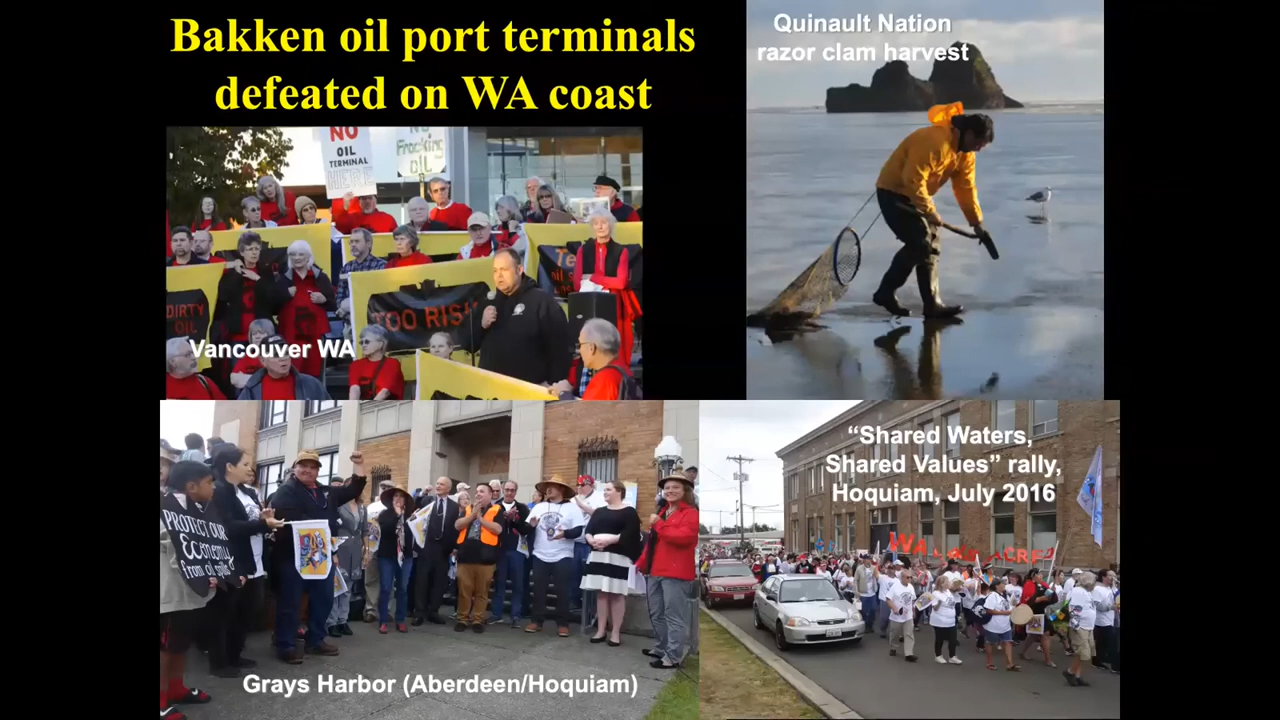 Bakken oil port terminals
defeated on WA coast
Quinault Nation
razor clam harvest
NO
OIL
TERMINAL
HERE
Fracking
oil
DIRTY
OIL
TOO RIS
Vancouver WA
PROTECT OUR
Economy
from oil spills
Grays Harbor (Aberdeen/Hoquiam)
“Shared Waters,
Shared Values” rally,
Hoquiam, July 2016